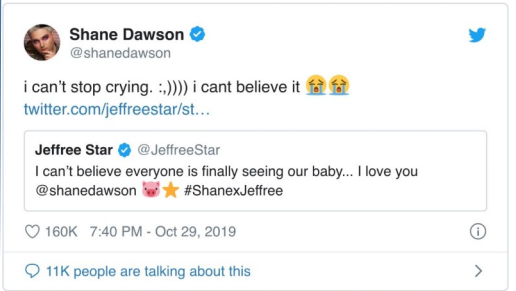 Shane Dawson
@shanedawson
i can't stop crying. :,)))) i cant believe it 😭😭
twitter.com/jeffreestar/st…
Jeffree Star @JeffreeStar
I can't believe everyone is finally seeing our baby... I love you
@shanedawson 🐷⭐ #ShanexJeffree
160K 7:40 PM - Oct 29, 2019
11K people are talking about this